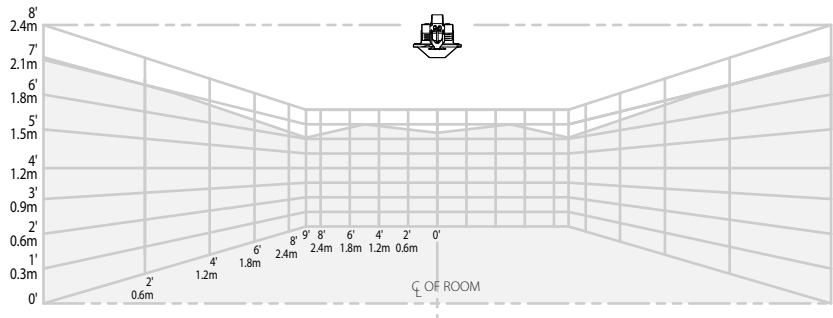 8'
2.4m
7'
2.1m
6'
1.8m
5'
1.5m
4'
1.2m
3'
0.9m
2'
0.6m
1'
0.3m
0'
2'
0.6m
4'
1.2m
6'
1.8m
8'
2.4m
9' 8' 6' 4' 2' 0'
2.4m 1.8m 1.2m 0.6m
℄ OF ROOM